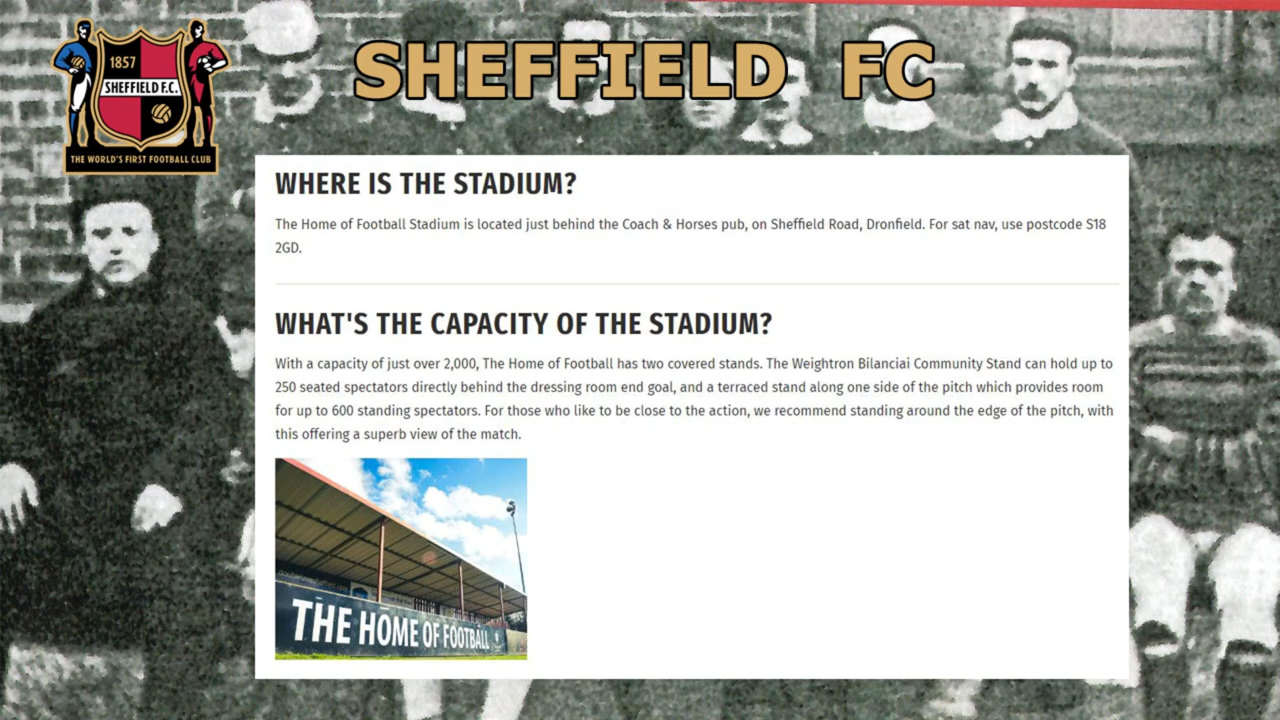 SHEFFIELD FC
1857
SHEFFIELD F.C.
THE WORLD'S FIRST FOOTBALL CLUB
WHERE IS THE STADIUM?
The Home of Football Stadium is located just behind the Coach & Horses pub, on Sheffield Road, Dronfield. For sat nav, use postcode S18
2GD.
WHAT'S THE CAPACITY OF THE STADIUM?
With a capacity of just over 2,000, The Home of Football has two covered stands. The Weightron Bilanciai Community Stand can hold up to
250 seated spectators directly behind the dressing room end goal, and a terraced stand along one side of the pitch which provides room
for up to 600 standing spectators. For those who like to be close to the action, we recommend standing around the edge of the pitch, with
this offering a superb view of the match.
THE HOME OF FOOTBALL